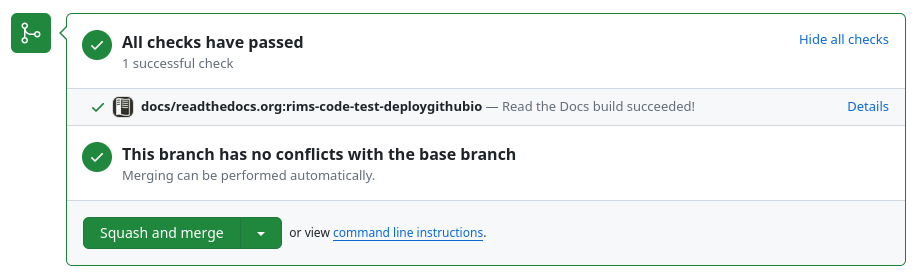 All checks have passed
Hide all checks
1 successful check
docs/readthedocs.org:rims-code-test-deploygithubio — Read the Docs build succeeded!
Details
This branch has no conflicts with the base branch
Merging can be performed automatically.
Squash and merge
or view command line instructions.